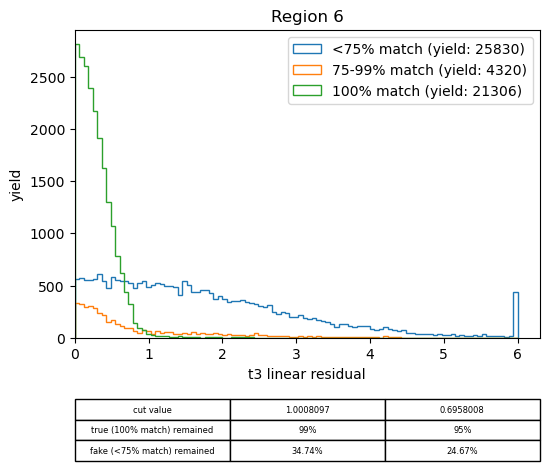 Region 6
<75% match (yield: 25830)
75-99% match (yield: 4320)
100% match (yield: 21306)
yield
2500
2000
1500
1000
500
0
0 1 2 3 4 5 6
t3 linear residual
cut value 1.0008097 0.6958008
true (100% match) remained 99% 95%
fake (<75% match) remained 34.74% 24.67%